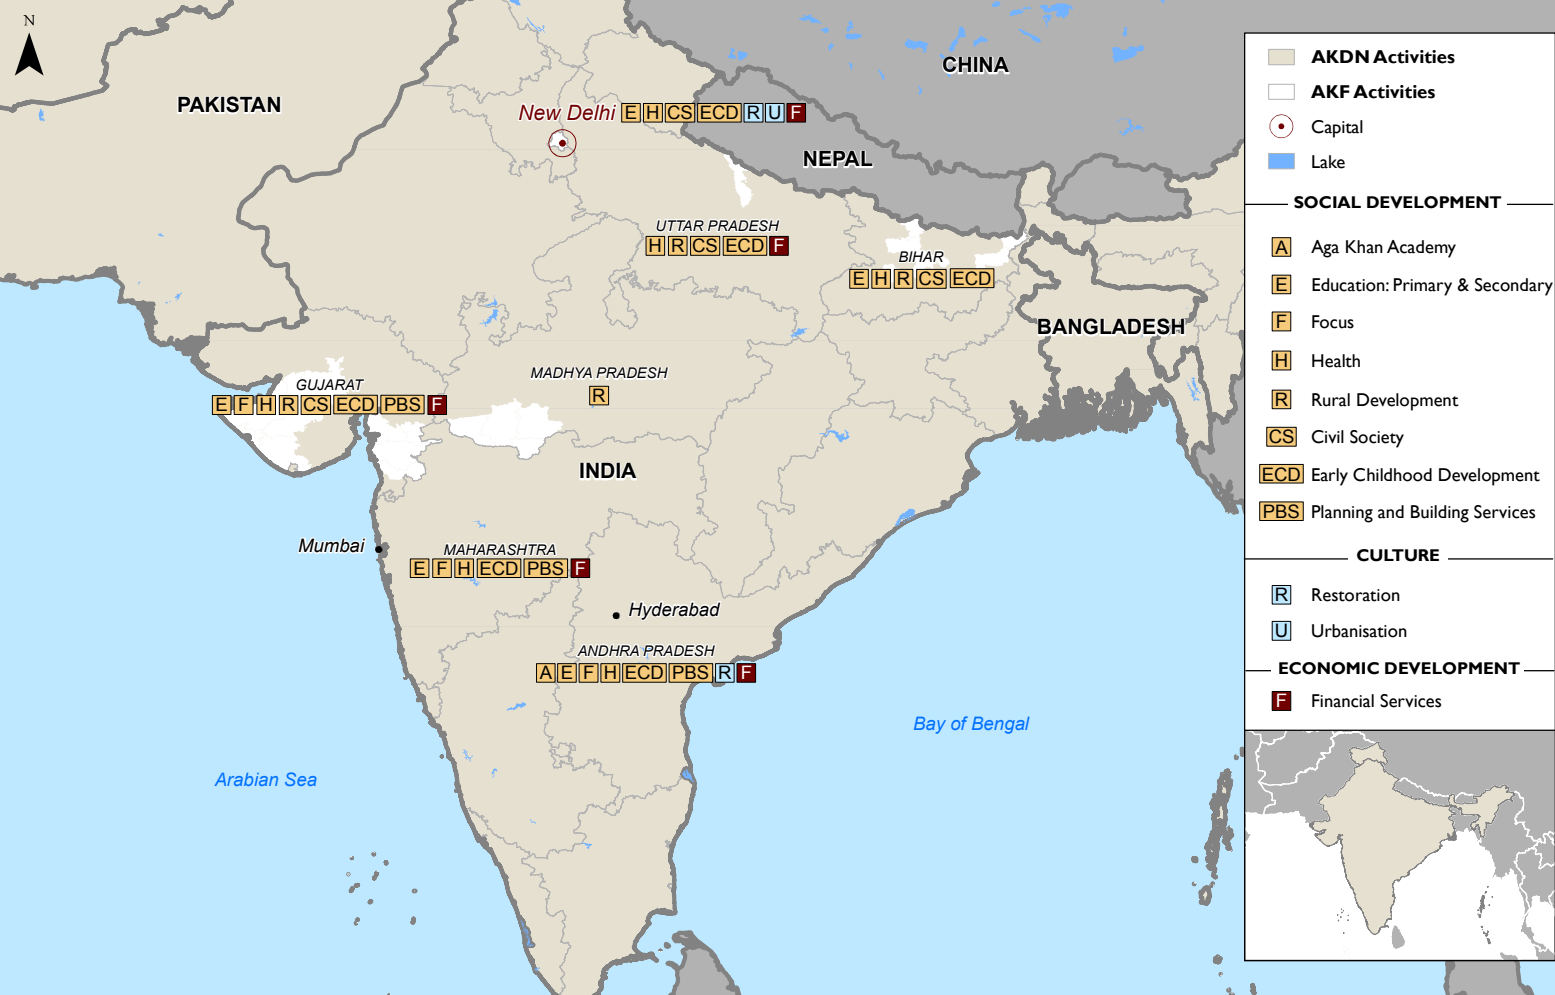 N
CHINA
PAKISTAN
New Delhi E H CS ECD R U F
NEPAL
UTTAR PRADESH
H R CS ECD F
BIHAR
E H R CS ECD
BANGLADESH
MADHYA PRADESH
R
GUJARAT
E F H R CS ECD PBS F
INDIA
Mumbai
MAHARASHTRA
E F H ECD PBS F
Hyderabad
ANDHRA PRADESH
A E F H ECD PBS R F
Bay of Bengal
Arabian Sea
AKDN Activities
AKF Activities
Capital
Lake
SOCIAL DEVELOPMENT
A Aga Khan Academy
E Education: Primary & Secondary
F Focus
H Health
R Rural Development
CS Civil Society
ECD Early Childhood Development
PBS Planning and Building Services
CULTURE
R Restoration
U Urbanisation
ECONOMIC DEVELOPMENT
F Financial Services